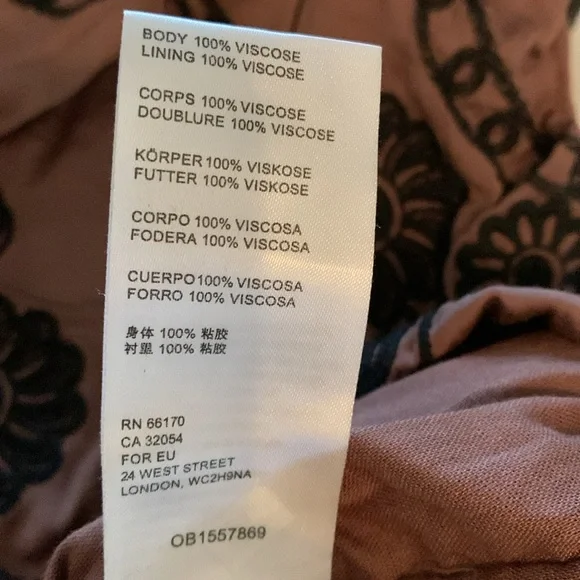 BODY 100% VISCOSE
LINING 100% VISCOSE
CORPS 100% VISCOSE
DOUBLURE 100% VISCOSE
KÖRPER 100% VISKOSE
FUTTER 100% VISKOSE
CORPO 100% VISCOSA
FODERA 100% VISCOSA
CUERPO100% VISCOSA
FORRO 100% VISCOSA
身体 100% 粘胶
衬里 100% 粘胶
RN 66170
CA 32054
FOR EU
24 WEST STREET
LONDON, WC2H9NA
OB1557869